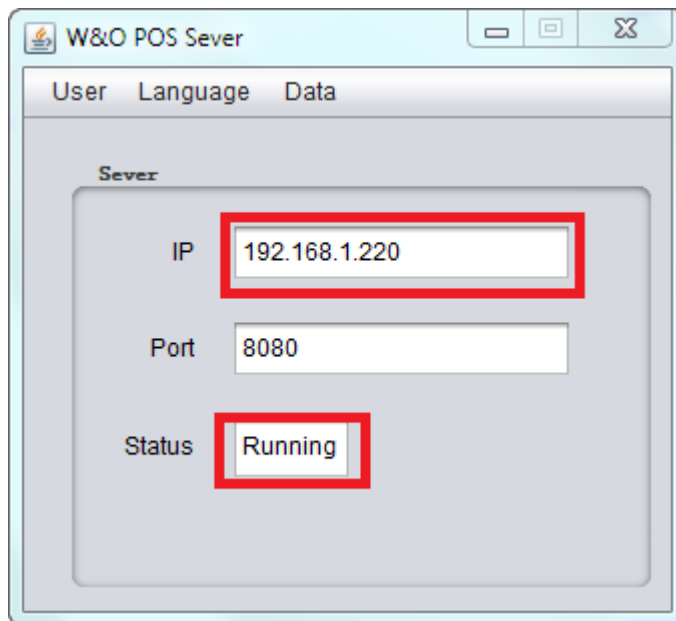 W&O POS Sever
User Language Data
Sever
IP 192.168.1.220
Port 8080
Status Running